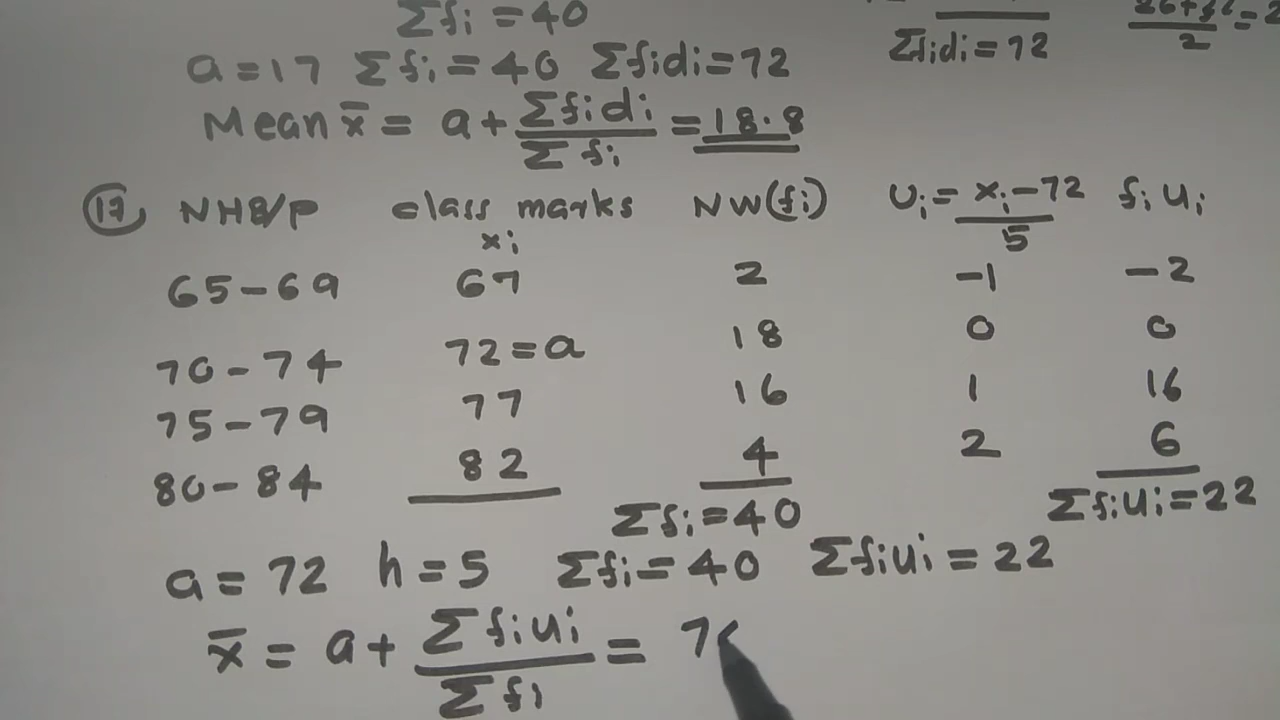 Σfi = 40
Σfidi = 72
2
a = 17 Σfi = 40 Σfidi = 72
Mean x̄ = a + Σfidi / Σfi = 18.8
17 NHB/P class marks xi NW(fi) Ui = xi - 72 / 5 fiui
65-69 67 2 -1 -2
70-74 72 = a 18 0 0
75-79 77 16 1 16
80-84 82 4 2 6
Σfi = 40 Σfiui = 22
a = 72 h = 5 Σfi = 40 Σfiui = 22
x̄ = a + Σfiui / Σfi =